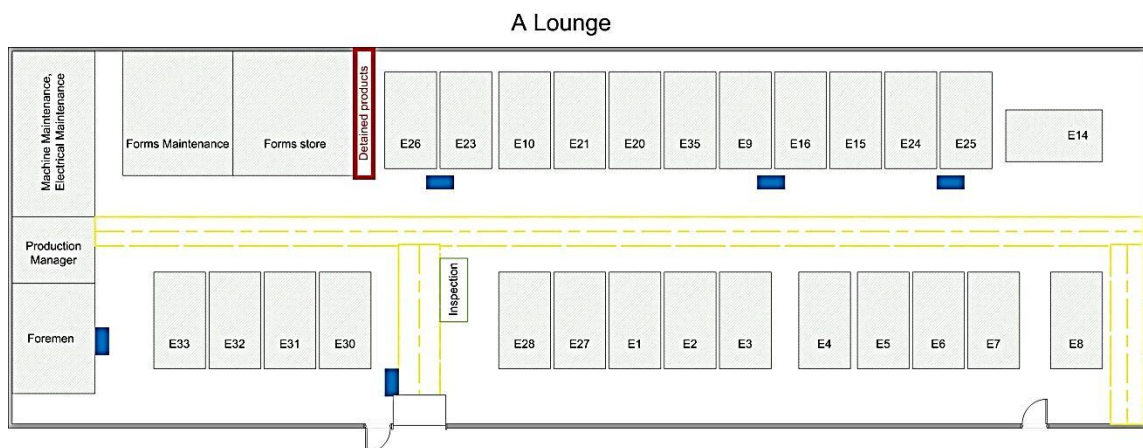 A Lounge
Machine Maintenance,
Electrical Maintenance
Forms Maintenance
Forms store
Detained products
E26
E23
E10
E21
E20
E35
E9
E16
E15
E24
E25
E14
Production
Manager
Foremen
E33
E32
E31
E30
Inspection
E28
E27
E1
E2
E3
E4
E5
E6
E7
E8